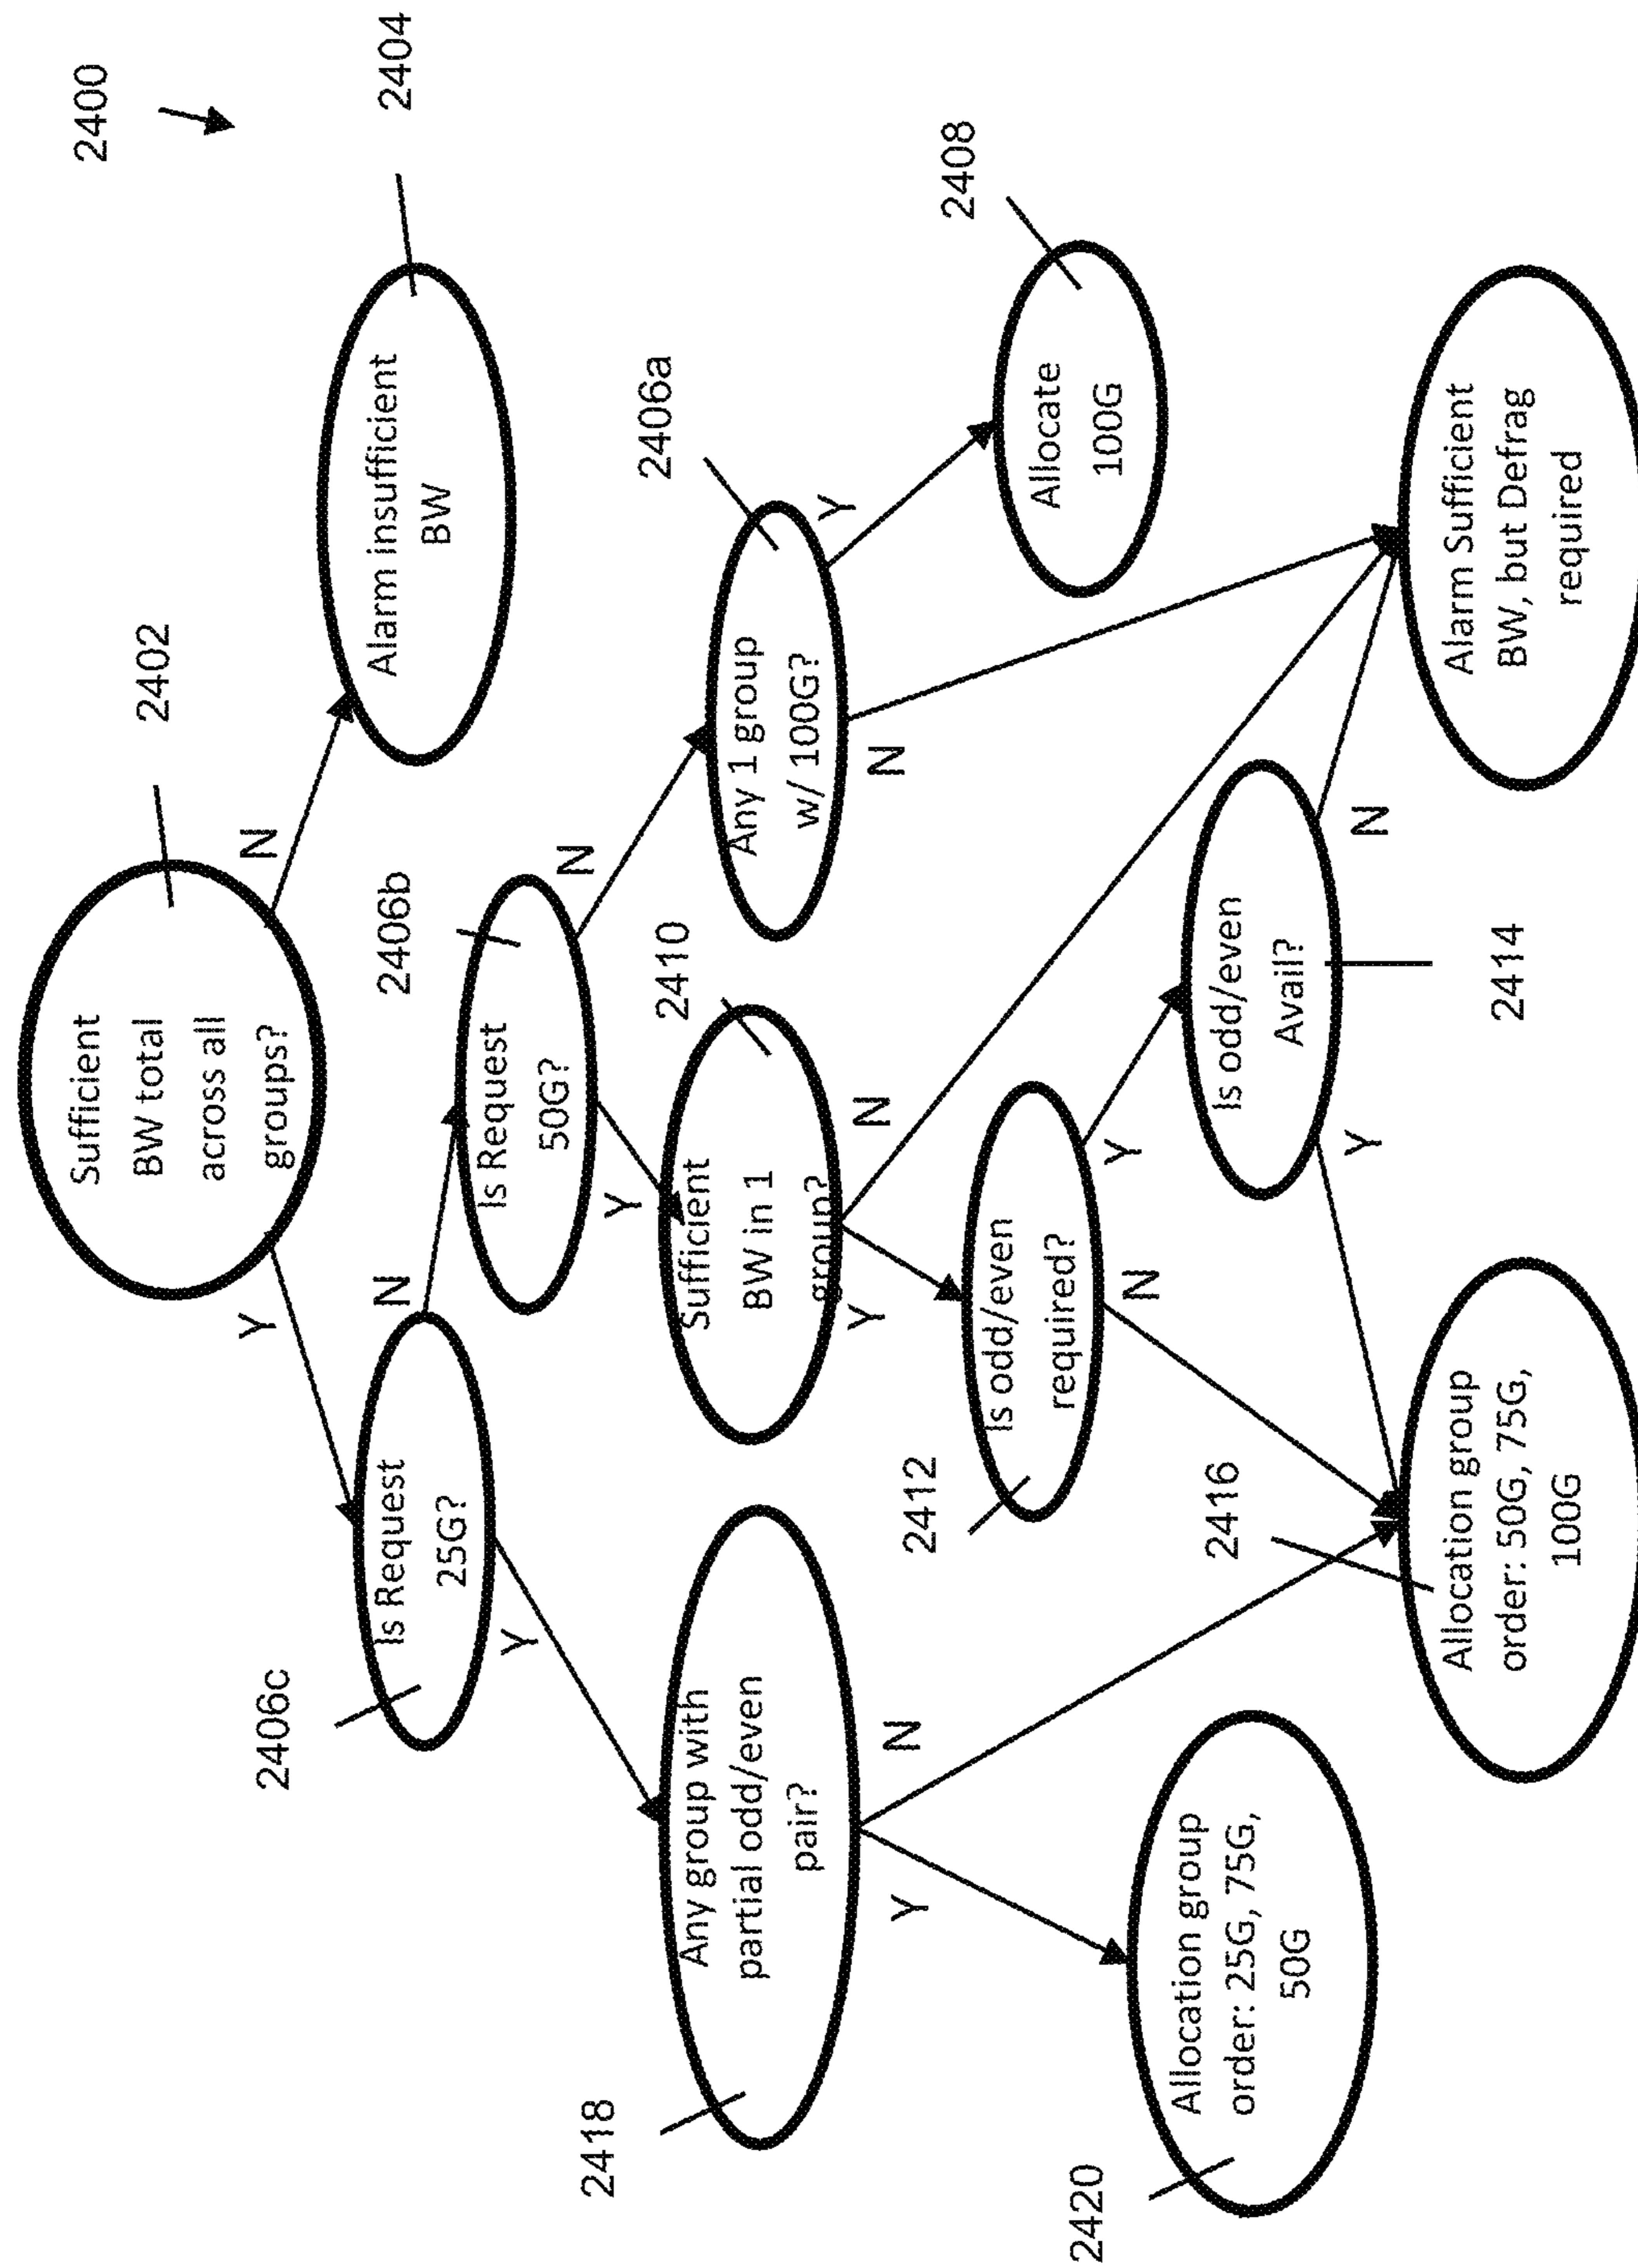 2400
2402
Sufficient
BW total
across all
groups?
Y
N
2404
Alarm insufficient
BW
2406c
Is Request
25G?
N
Y
2406b
Is Request
50G?
Y
N
2418
Any group with
partial odd/even
pair?
Y
N
2410
Sufficient
BW in 1
group?
Y
N
2406a
Any 1 group
w/ 100G?
N
Y
2408
Allocate
100G
2412
Is odd/even
required?
N
Y
2414
Is odd/even
Avail?
Y
N
2420
Allocation group
order: 25G, 75G,
50G
2416
Allocation group
order: 50G, 75G,
100G
Alarm Sufficient
BW, but Defrag
required